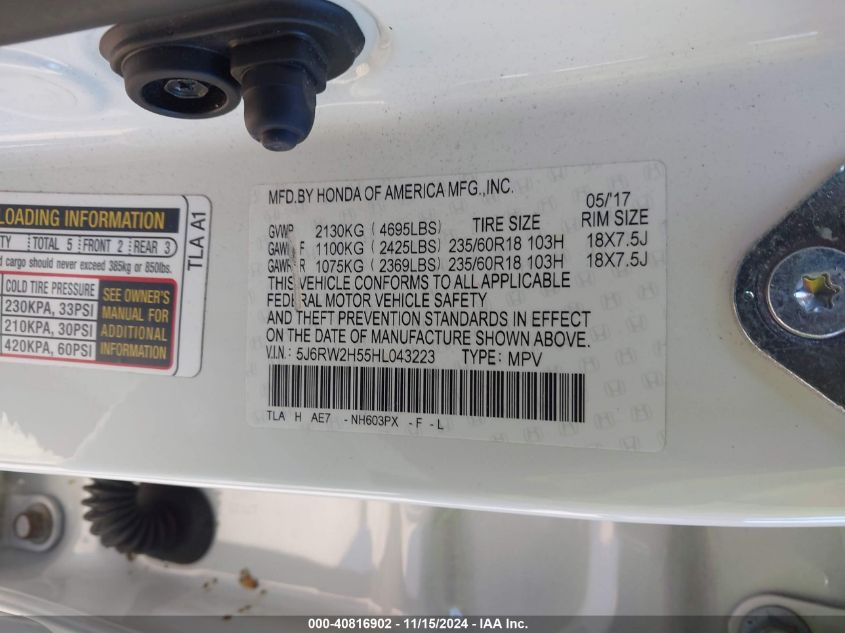 LOADING INFORMATION
TOTAL 5 FRONT 2 REAR 3
cargo should never exceed 385kg or 850lbs.
COLD TIRE PRESSURE
230KPA, 33PSI
210KPA, 30PSI
420KPA, 60PSI
SEE OWNER'S
MANUAL FOR
ADDITIONAL
INFORMATION
TLA A1
MFD.BY HONDA OF AMERICA MFG.,INC.
05/'17
GVWR 2130KG (4695LBS) TIRE SIZE RIM SIZE
F 1100KG (2425LBS) 235/60R18 103H 18X7.5J
R 1075KG (2369LBS) 235/60R18 103H 18X7.5J
THIS VEHICLE CONFORMS TO ALL APPLICABLE
FEDERAL MOTOR VEHICLE SAFETY
AND THEFT PREVENTION STANDARDS IN EFFECT
ON THE DATE OF MANUFACTURE SHOWN ABOVE.
V.I.N.: 5J6RW2H55HL043223 TYPE: MPV
TLA H AE7 - NH603PX - F - L
000-40816902 - 11/15/2024 - IAA Inc.